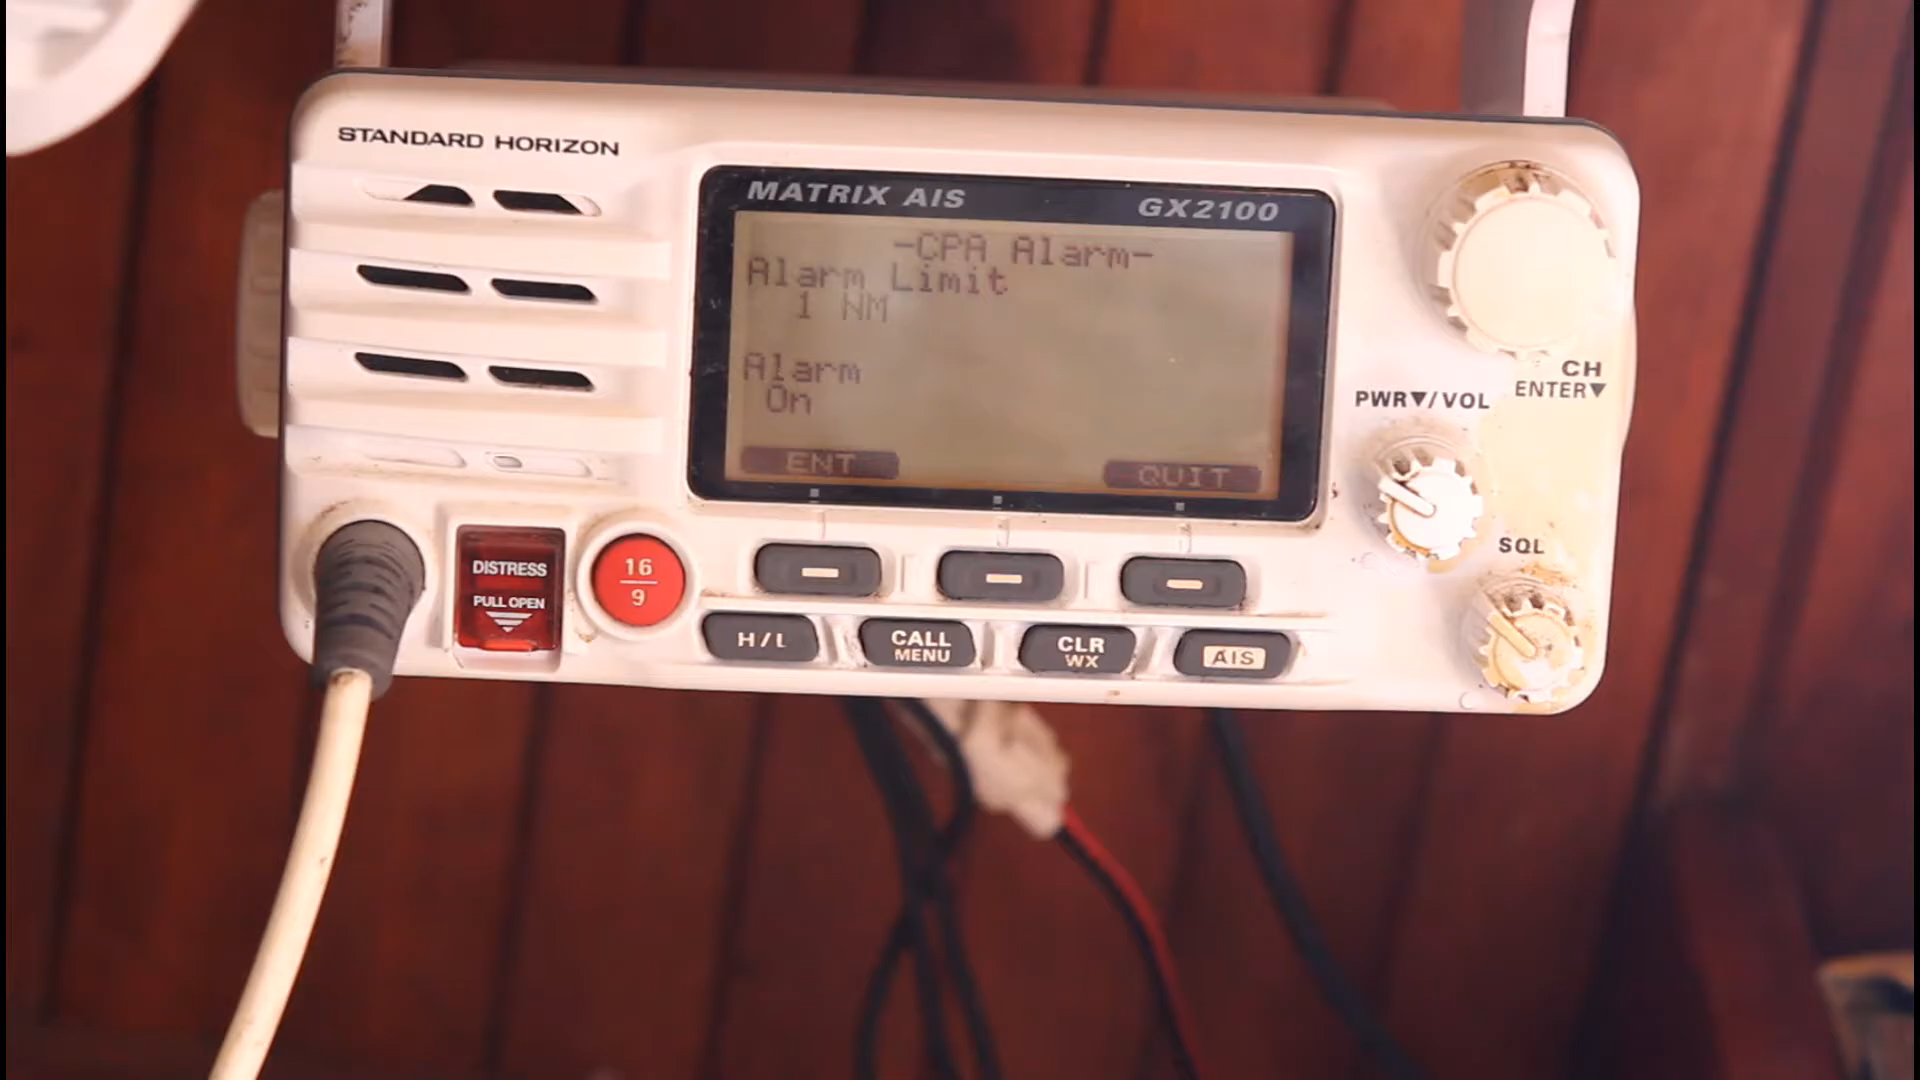 STANDARD HORIZON
MATRIX AIS
GX2100
-CPA Alarm-
Alarm Limit
1 NM
Alarm
On
ENT
QUIT
CH
ENTER▼
PWR▼/VOL
SQL
DISTRESS
PULL OPEN
16
9
H/L
CALL
MENU
CLR
WX
AIS